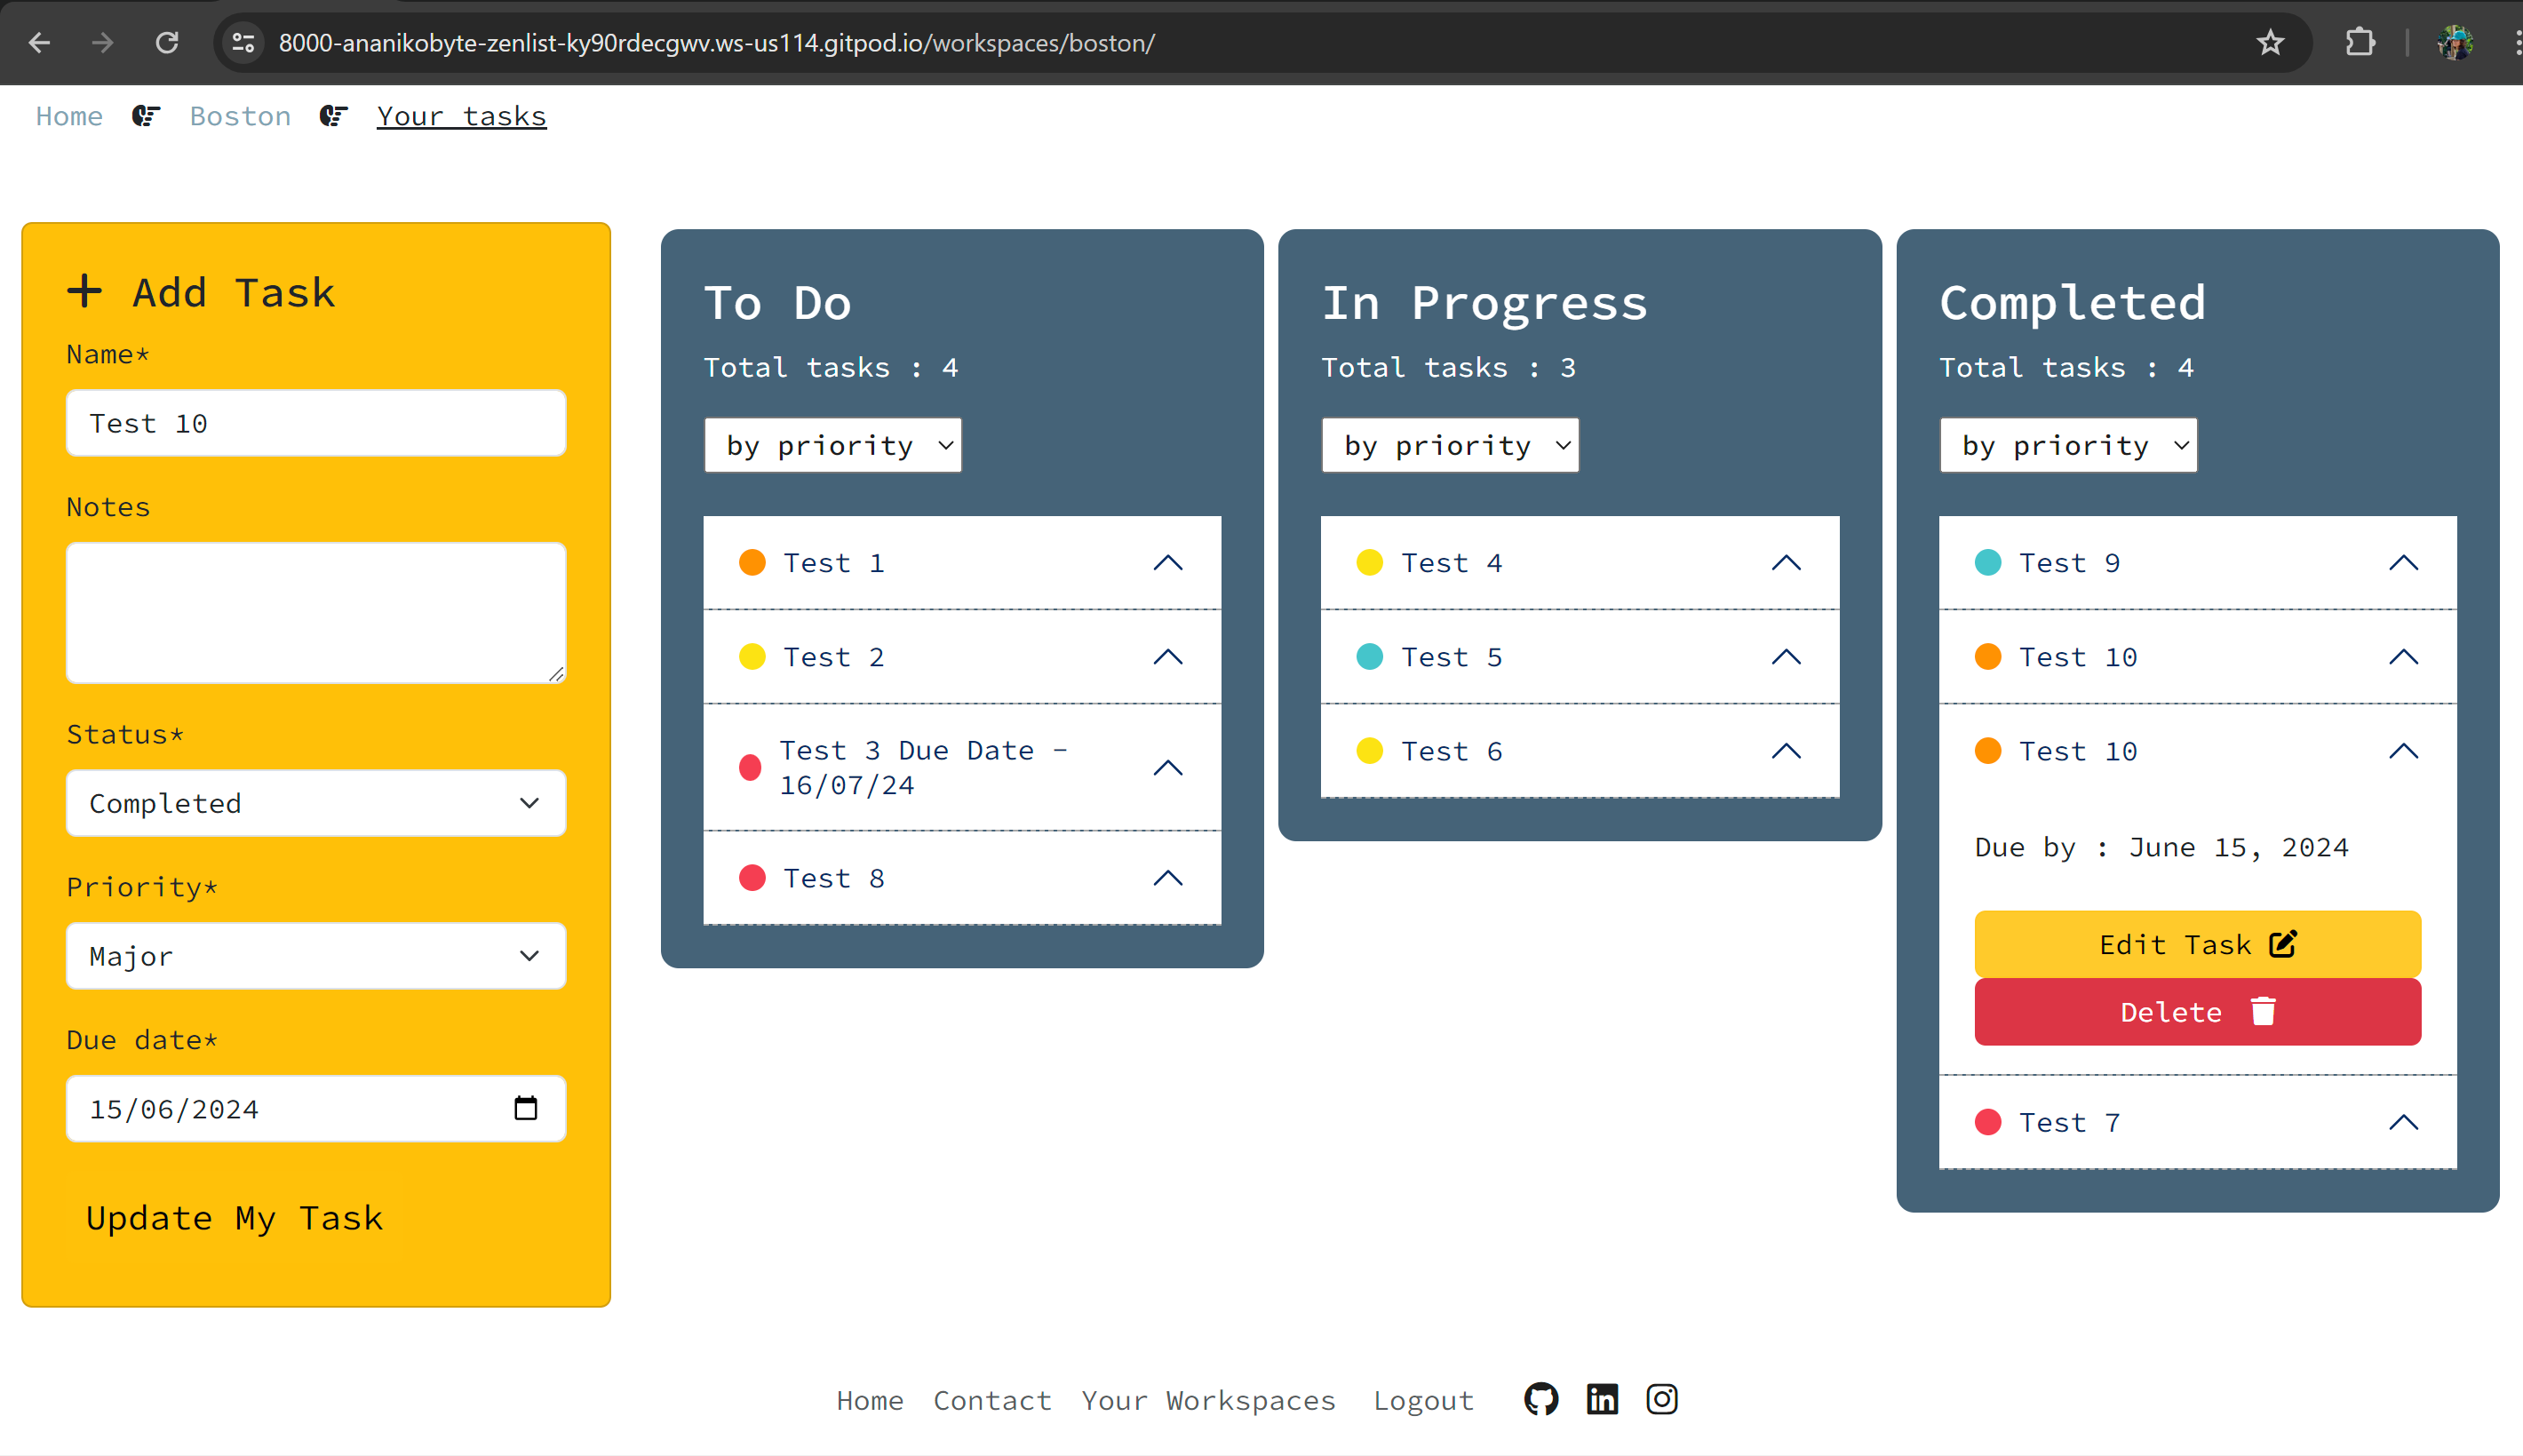 8000-ananikobyte-zenlist-ky90rdecgwv.ws-us114.gitpod.io/workspaces/boston/
Home Boston Your tasks
Add Task
Name*
Test 10
Notes
Status*
Completed
Priority*
Major
Due date*
15/06/2024
Update My Task
To Do
Total tasks : 4
by priority
Test 1
Test 2
Test 3 Due Date -
16/07/24
Test 8
In Progress
Total tasks : 3
by priority
Test 4
Test 5
Test 6
Completed
Total tasks : 4
by priority
Test 9
Test 10
Test 10
Due by : June 15, 2024
Edit Task
Delete
Test 7
Home Contact Your Workspaces Logout in